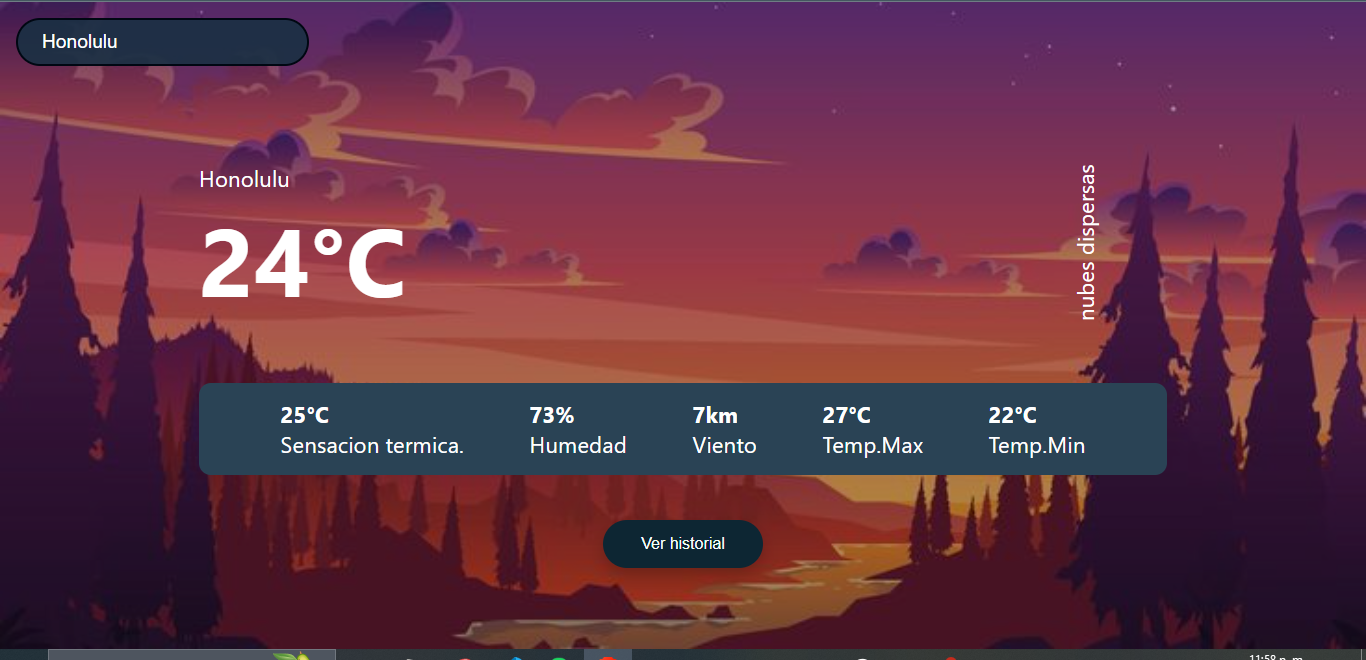 Honolulu
Honolulu
24°C
nubes dispersas
25°C
Sensacion termica.
73%
Humedad
7km
Viento
27°C
Temp.Max
22°C
Temp.Min
Ver historial